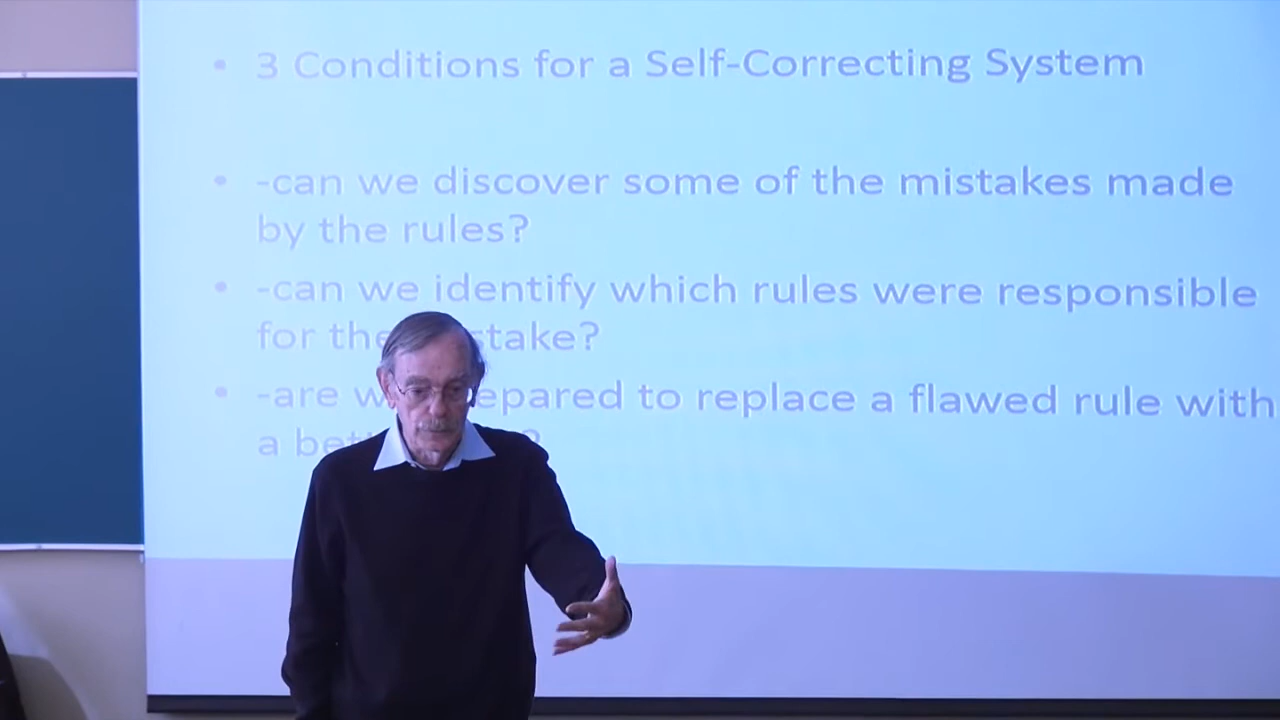 • 3 Conditions for a Self-Correcting System
• -can we discover some of the mistakes made
by the rules?
• -can we identify which rules were responsible
for the take?
• -are to replace a flawed rule with
a